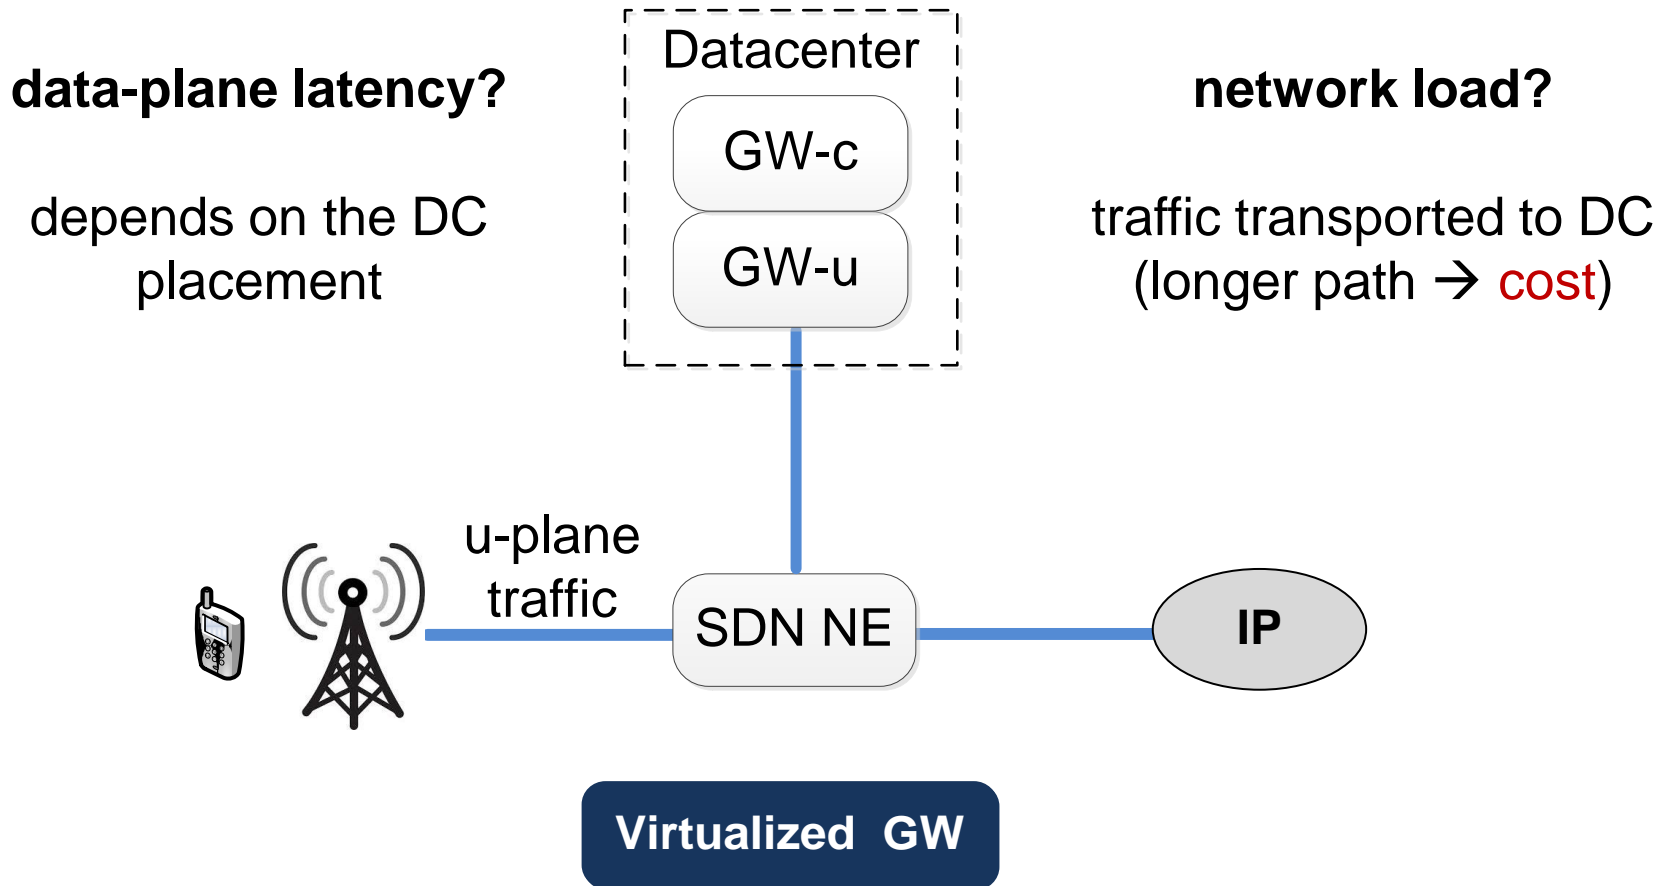 data-plane latency?
depends on the DC
placement
Datacenter
GW-c
GW-u
network load?
traffic transported to DC
(longer path → cost)
u-plane
traffic
SDN NE
IP
Virtualized GW